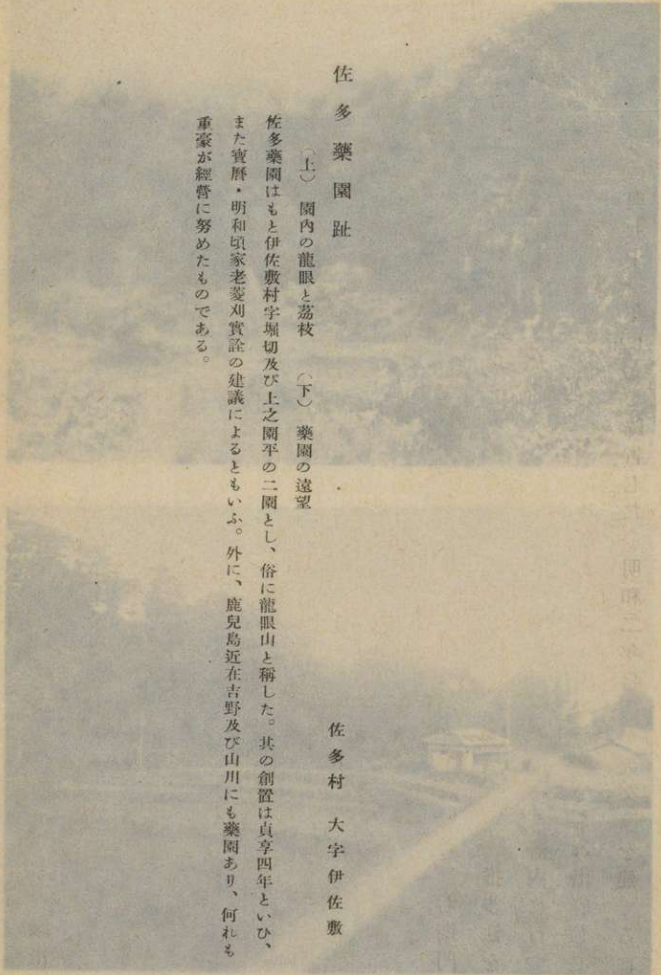 佐多藥園趾
佐多村 大字伊佐敷
(上) 園內の龍眼と荔枝 (下) 藥園の遠望
佐多藥園はもと伊佐敷村字堀切及び上之園平の二園とし、俗に龍眼山と稱した。其の創置は貞享四年といひ、
また寶曆・明和頃家老菱刈實詮の建議によるともいふ。外に、鹿兒島近在吉野及び山川にも藥園あり、何れも
重豪が經營に努めたものである。